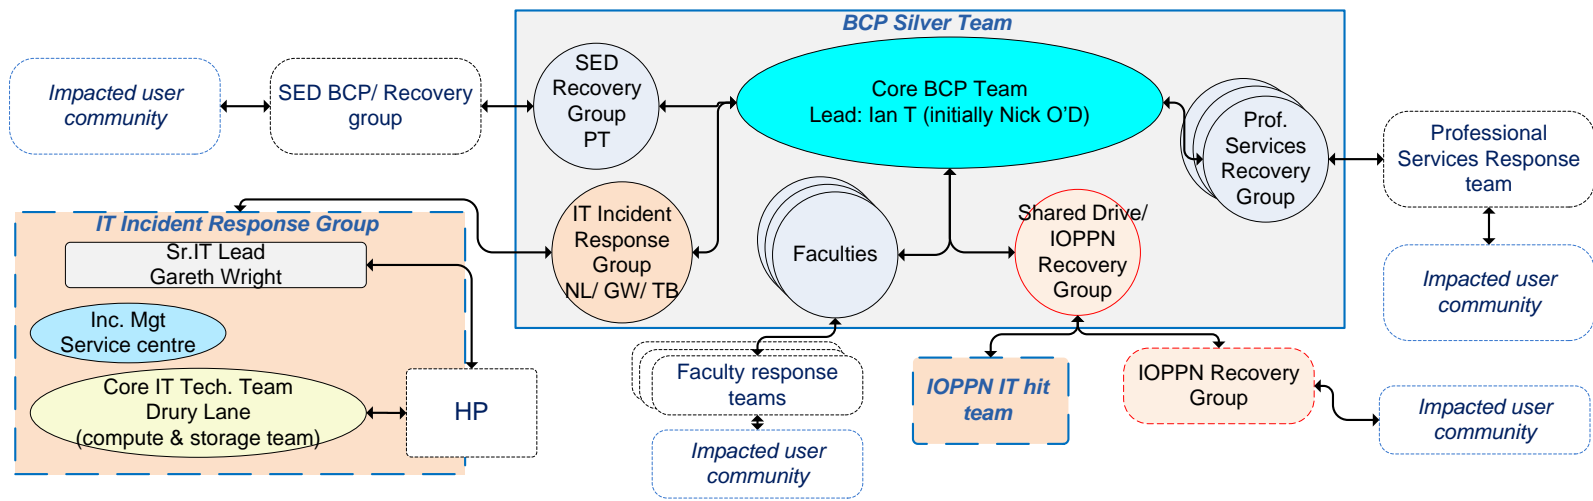 BCP Silver Team
Impacted user
community
SED BCP/ Recovery
group
SED
Recovery
Group
PT
Core BCP Team
Lead: Ian T (initially Nick O'D)
Prof.
Services
Recovery
Group
Professional
Services Response
team
Impacted user
community
IT Incident Response Group
Sr.IT Lead
Gareth Wright
Inc. Mgt
Service centre
Core IT Tech. Team
Drury Lane
(compute & storage team)
HP
IT Incident
Response
Group
NL/ GW/ TB
Faculties
Shared Drive/
IOPPN
Recovery
Group
Faculty response
teams
Impacted user
community
IOPPN IT hit
team
IOPPN Recovery
Group
Impacted user
community